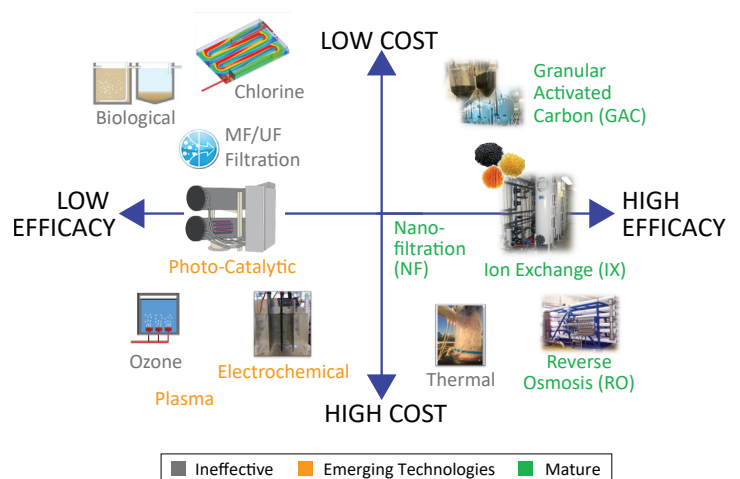 LOW COST
Chlorine
Biological
Granular
Activated
Carbon (GAC)
MF/UF
Filtration
LOW
EFFICACY
HIGH
EFFICACY
Nano-
filtration
(NF)
Photo-Catalytic
Ion Exchange (IX)
Ozone
Electrochemical
Plasma
Thermal
Reverse
Osmosis (RO)
HIGH COST
Ineffective
Emerging Technologies
Mature